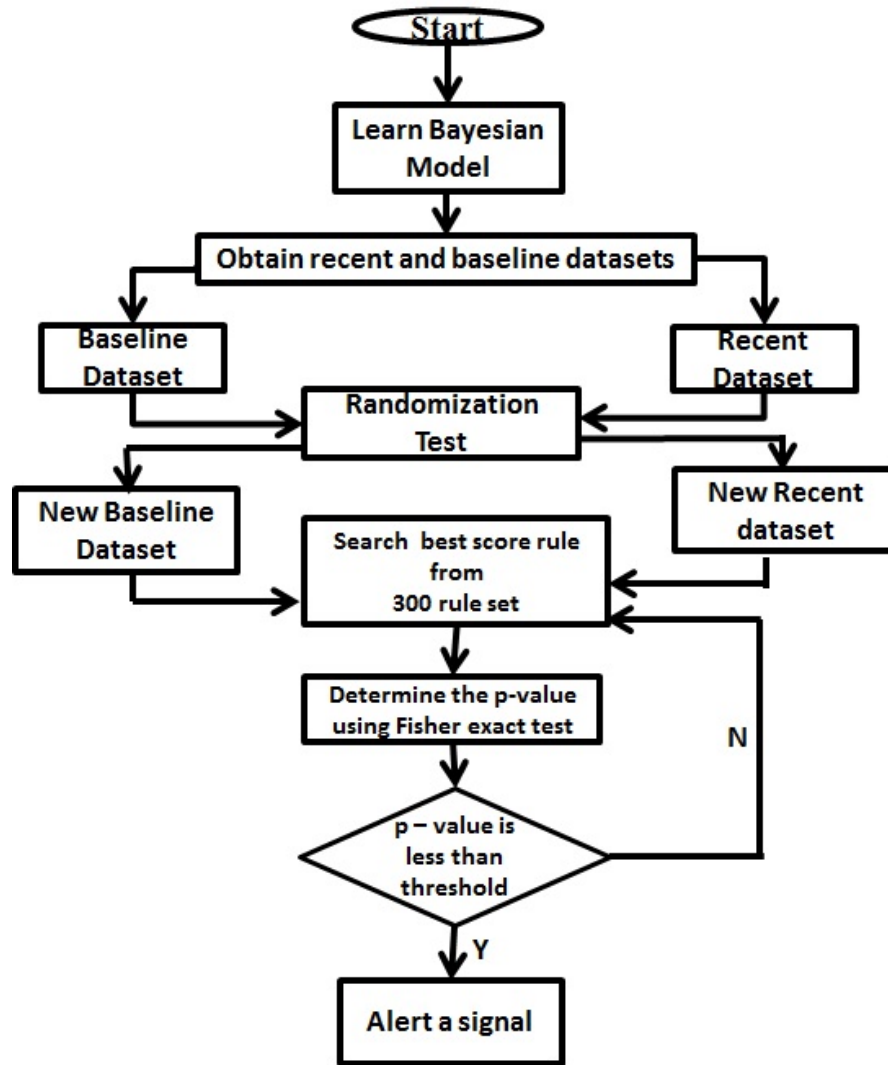 Start
Learn Bayesian
Model
Obtain recent and baseline datasets
Baseline
Dataset
Recent
Dataset
Randomization
Test
New Baseline
Dataset
New Recent
dataset
Search best score rule
from
300 rule set
Determine the p-value
using Fisher exact test
N
p – value is
less than
threshold
Y
Alert a signal